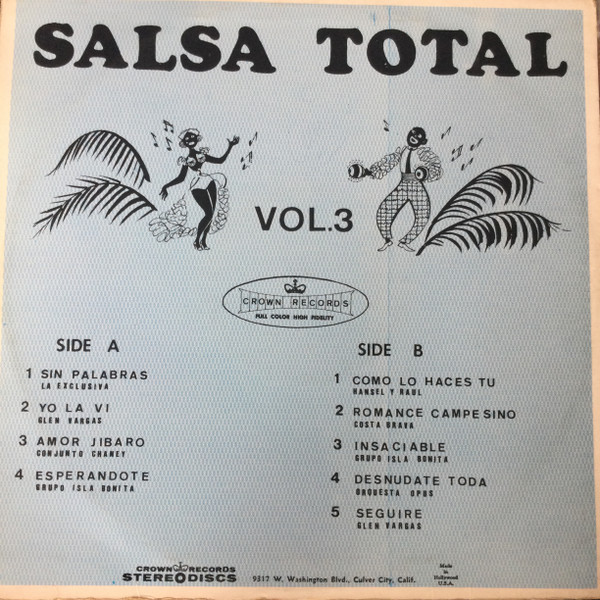 SALSA TOTAL
VOL.3
CROWN RECORDS
FULL COLOR HIGH FIDELITY
SIDE A
1 SIN PALABRAS
LA EXCLUSIVA
2 YO LA VI
GLEN VARGAS
3 AMOR JIBARO
CONJUNTO CHANEY
4 ESPERANDOTE
GRUPO ISLA BONITA
SIDE B
1 COMO LO HACES TU
HANSEL Y RAUL
2 ROMANCE CAMPESINO
COSTA BRAVA
3 INSACIABLE
GRUPO ISLA BONITA
4 DESNUDATE TODA
ORQUESTA OPUS
5 SEGUIRE
GLEN VARGAS
CROWN RECORDS
STEREO DISCS
9317 W. Washington Blvd., Culver City, Calif.
Made in
Hollywood
U.S.A.